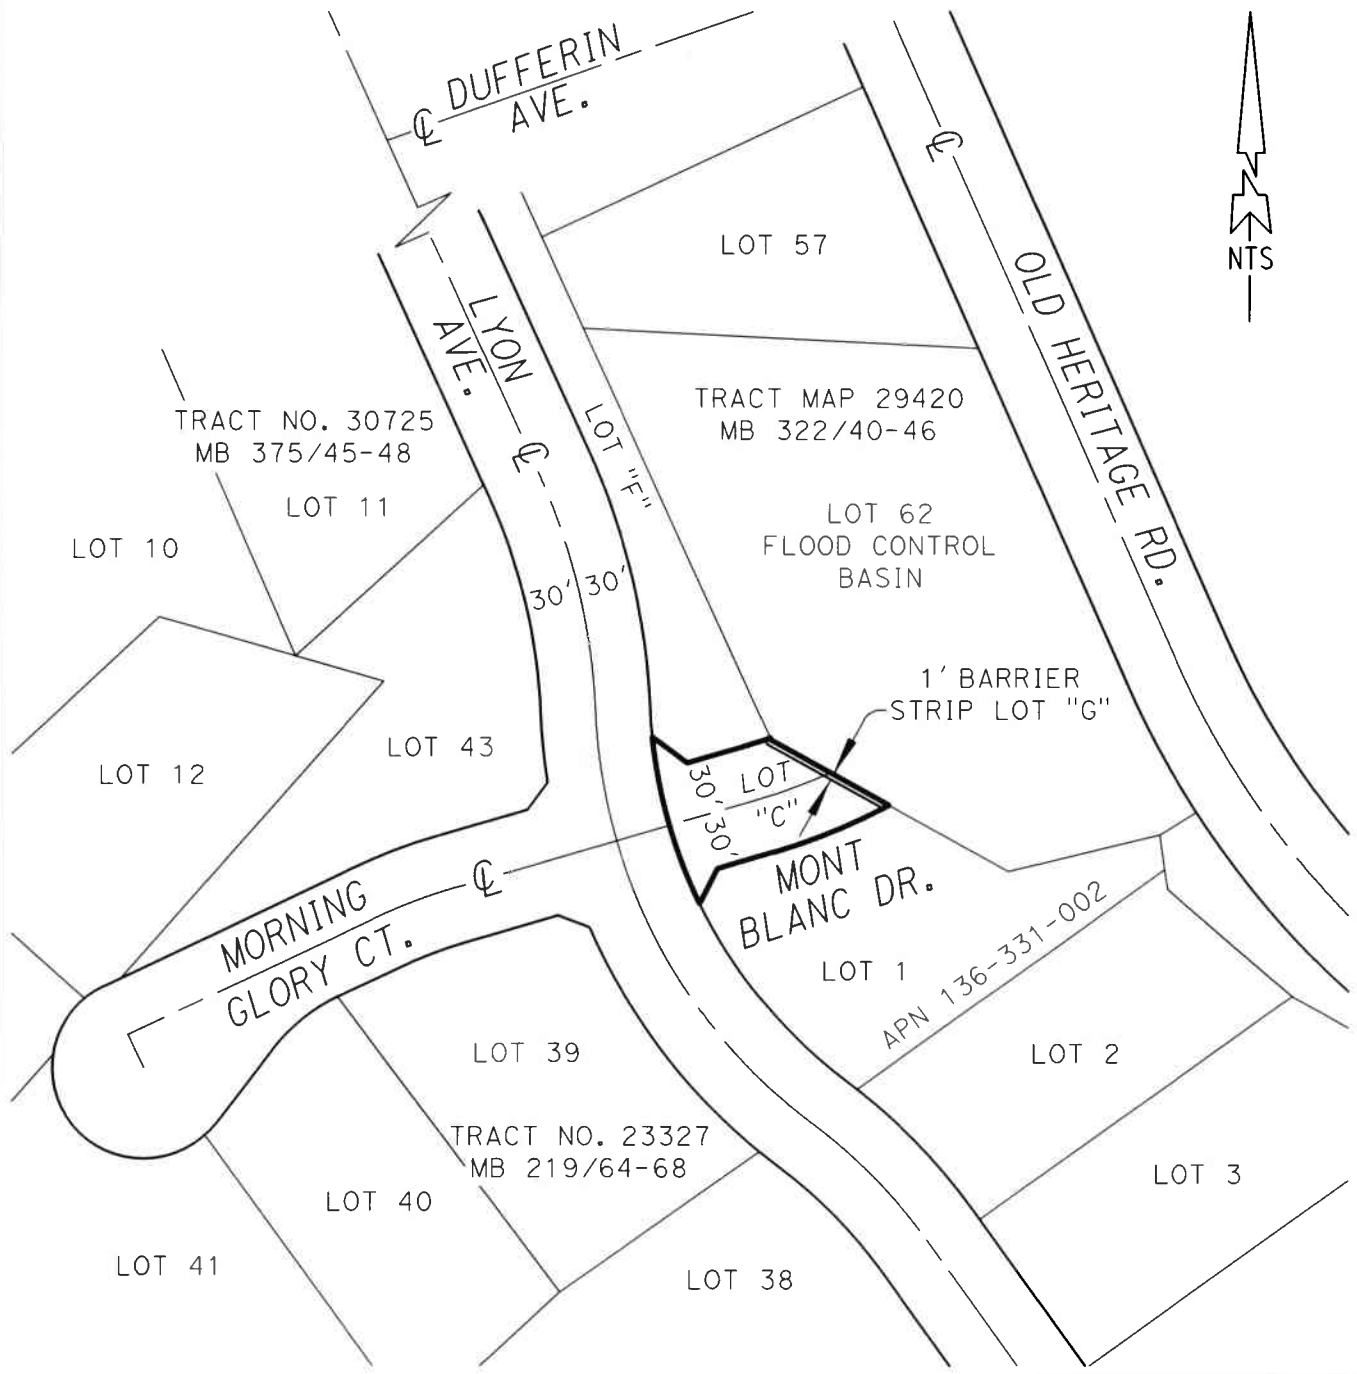 ℄ DUFFERIN
AVE.
℄
NTS
LOT 57
OLD HERITAGE RD.
LYON
AVE.
℄
TRACT NO. 30725
MB 375/45-48
LOT "F"
TRACT MAP 29420
MB 322/40-46
LOT 11
LOT 10
LOT 62
FLOOD CONTROL
BASIN
30' 30'
1' BARRIER
STRIP LOT "G"
LOT 43
LOT 12
30'
30'
LOT
"C"
MONT
BLANC DR.
℄
MORNING
GLORY CT.
LOT 1
APN 136-331-002
LOT 39
LOT 2
TRACT NO. 23327
MB 219/64-68
LOT 3
LOT 40
LOT 41
LOT 38